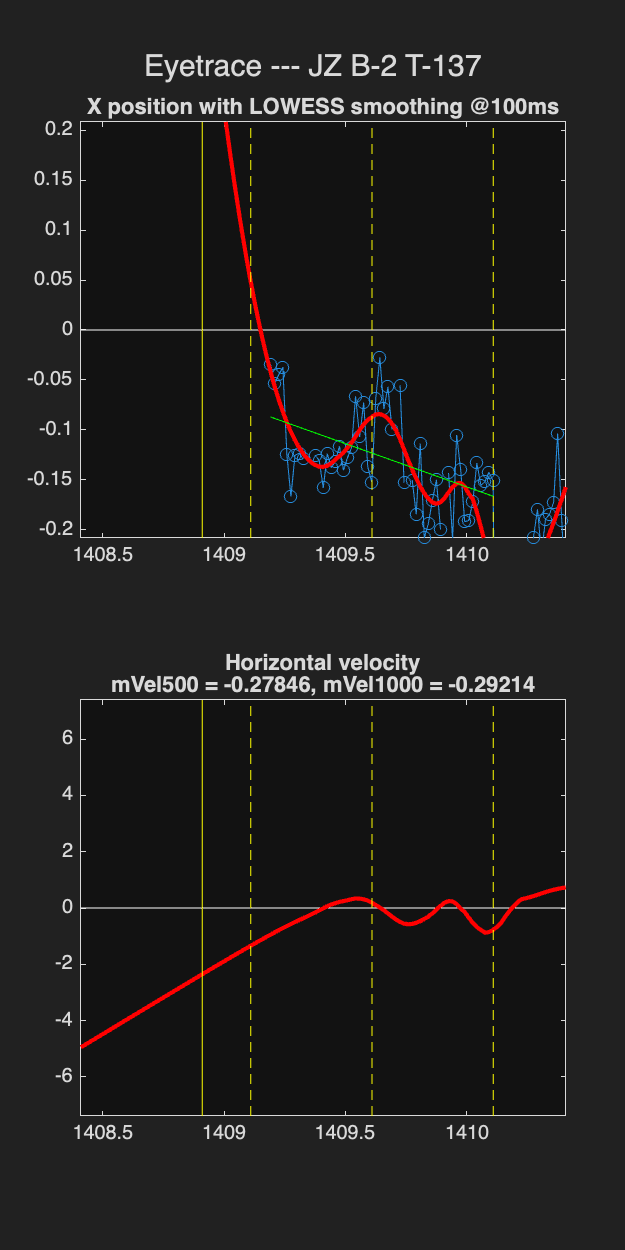 Eyetrace --- JZ B-2 T-137
X position with LOWESS smoothing @100ms
0.2
0.15
0.1
0.05
0
-0.05
-0.1
-0.15
-0.2
1408.5 1409 1409.5 1410
Horizontal velocity
mVel500 = -0.27846, mVel1000 = -0.29214
6
4
2
0
-2
-4
-6
1408.5 1409 1409.5 1410